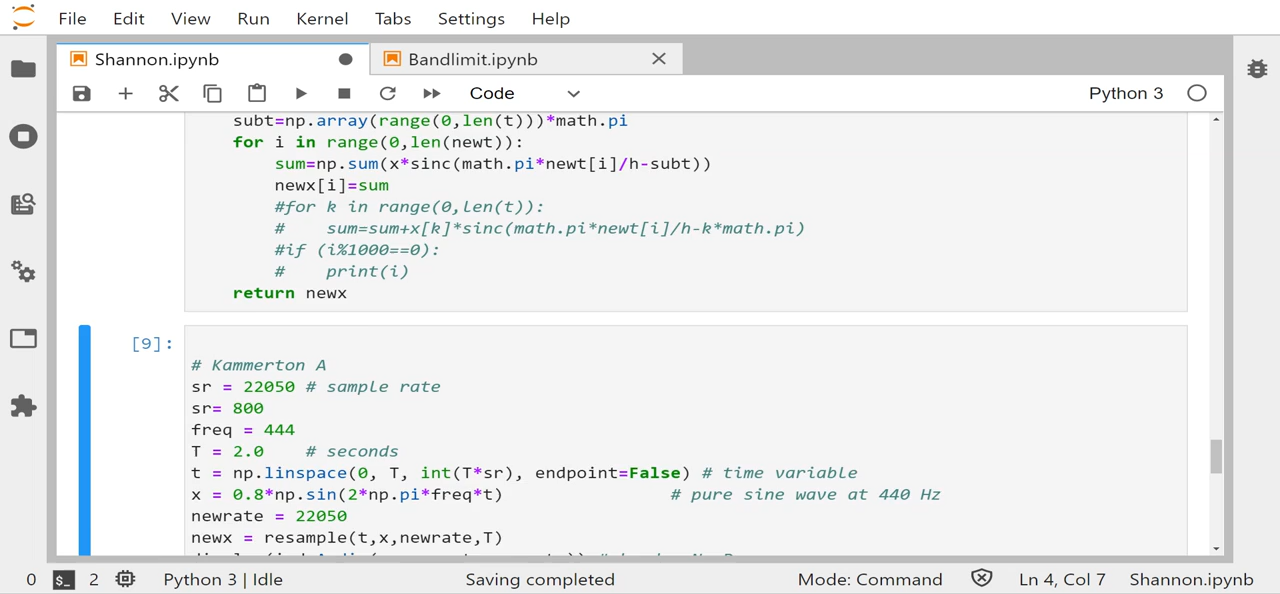 File Edit View Run Kernel Tabs Settings Help
Shannon.ipynb Bandlimit.ipynb
Code Python 3
subt=np.array(range(0,len(t)))*math.pi
for i in range(0,len(newt)):
sum=np.sum(x*sinc(math.pi*newt[i]/h-subt))
newx[i]=sum
#for k in range(0,len(t)):
# sum=sum+x[k]*sinc(math.pi*newt[i]/h-k*math.pi)
#if (i%1000==0):
# print(i)
return newx
[9]:
# Kammerton A
sr = 22050 # sample rate
sr= 800
freq = 444
T = 2.0 # seconds
t = np.linspace(0, T, int(T*sr), endpoint=False) # time variable
x = 0.8*np.sin(2*np.pi*freq*t) # pure sine wave at 440 Hz
newrate = 22050
newx = resample(t,x,newrate,T)
0 $_ 2 Python 3 | Idle Saving completed Mode: Command Ln 4, Col 7 Shannon.ipynb